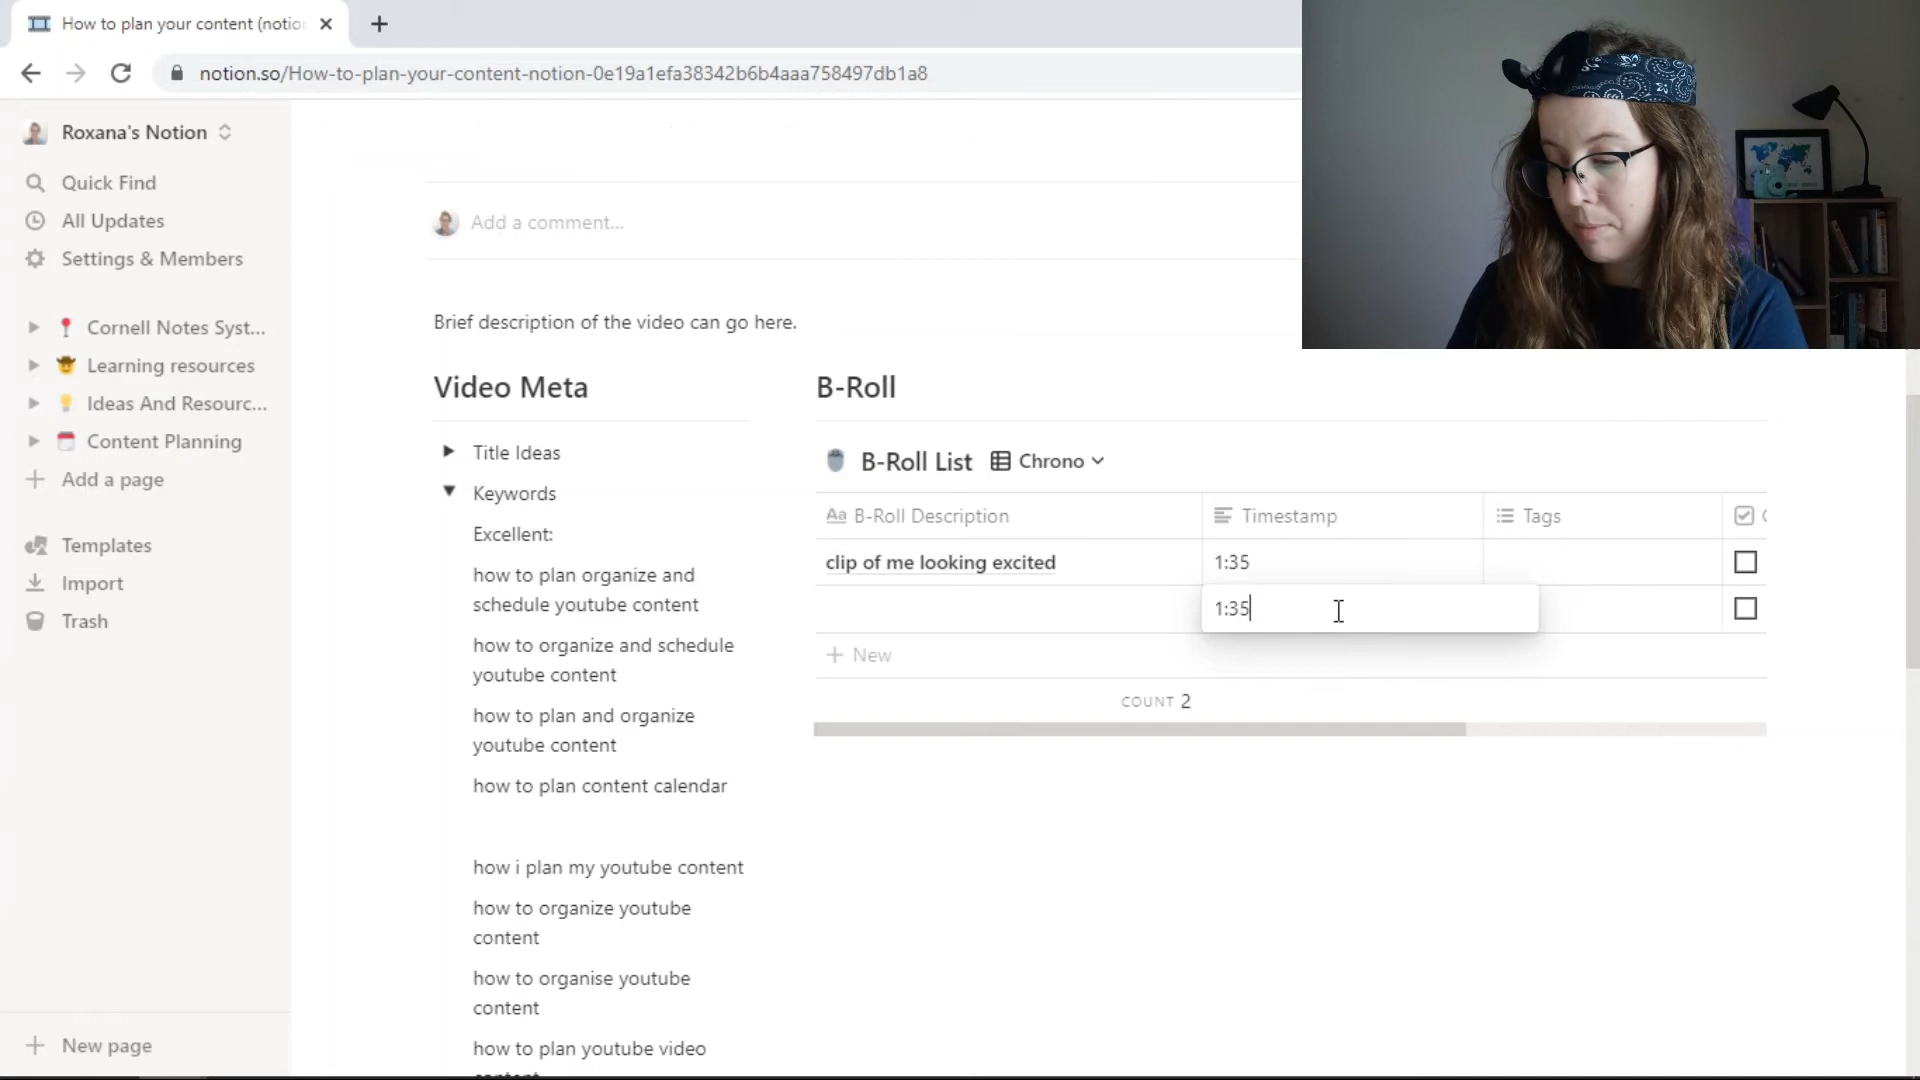 How to plan your content (notion
notion.so/How-to-plan-your-content-notion-0e19a1efa38342b6b4aaa758497db1a8
Roxana's Notion
Quick Find
All Updates
Settings & Members
Cornell Notes Syst...
Learning resources
Ideas And Resourc...
Content Planning
Add a page
Templates
Import
Trash
New page
Add a comment...
Brief description of the video can go here.
Video Meta
Title Ideas
Keywords
Excellent:
how to plan organize and
schedule youtube content
how to organize and schedule
youtube content
how to plan and organize
youtube content
how to plan content calendar
how i plan my youtube content
how to organize youtube
content
how to organise youtube
content
how to plan youtube video
content
B-Roll
B-Roll List Chrono
Aa B-Roll Description Timestamp Tags
clip of me looking excited 1:35
1:35
New
COUNT 2